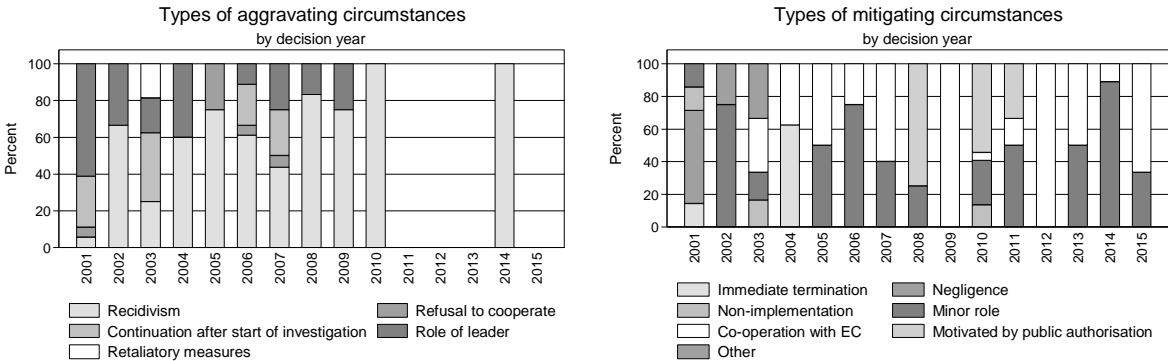 Types of aggravating circumstances
by decision year
Percent
100
80
60
40
20
0
2001 2002 2003 2004 2005 2006 2007 2008 2009 2010 2011 2012 2013 2014 2015
Recidivism Refusal to cooperate
Continuation after start of investigation Role of leader
Retaliatory measures
Types of mitigating circumstances
by decision year
Percent
100
80
60
40
20
0
2001 2002 2003 2004 2005 2006 2007 2008 2009 2010 2011 2012 2013 2014 2015
Immediate termination Negligence
Non-implementation Minor role
Co-operation with EC Motivated by public authorisation
Other